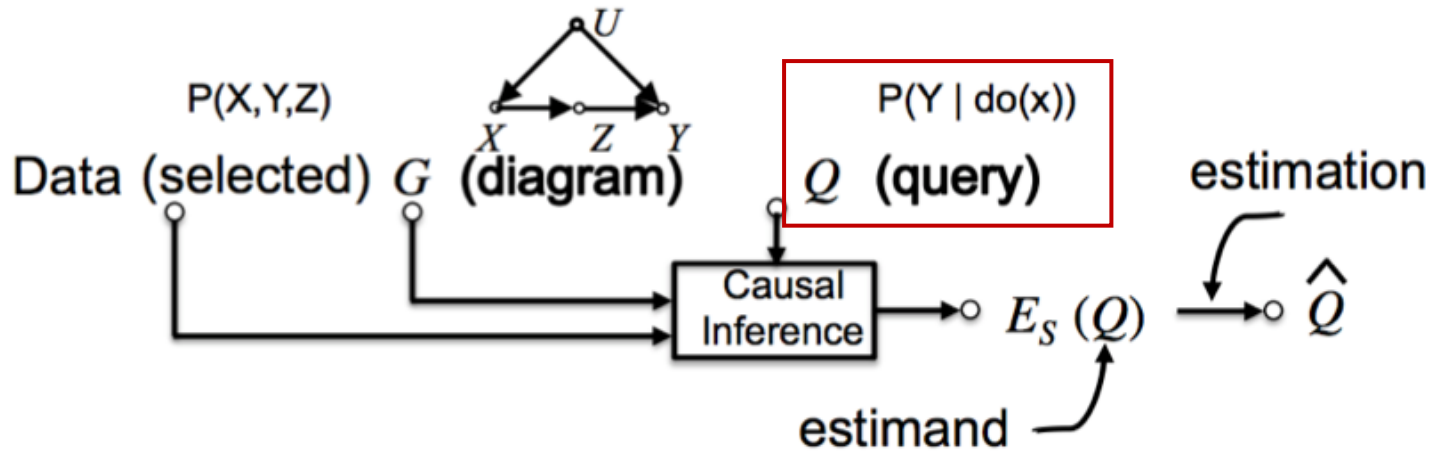 U
P(X,Y,Z)
P(Y | do(x))
X Z Y
Data (selected) G (diagram) Q (query) estimation
Causal
Inference
E_S (Q) Q̂
estimand